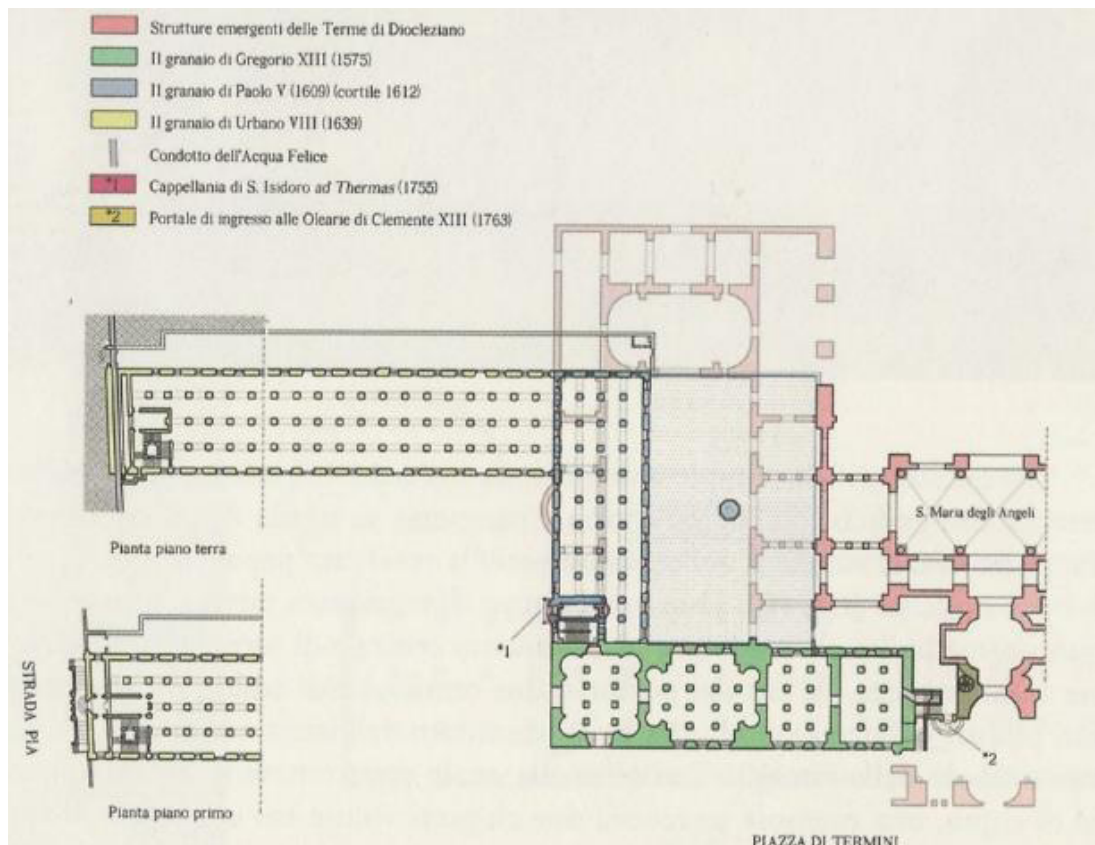 Strutture emergenti delle Terme di Diocleziano
Il granaio di Gregorio XIII (1575)
Il granaio di Paolo V (1609) (cortile 1612)
Il granaio di Urbano VIII (1639)
Condotto dell'Acqua Felice
*1 Cappellania di S. Isidoro ad Thermas (1755)
*2 Portale di ingresso alle Olearie di Clemente XIII (1763)
S. Maria degli Angeli
Pianta piano terra
*1
STRADA PIA
*2
Pianta piano primo
PIAZZA DI TERMINI